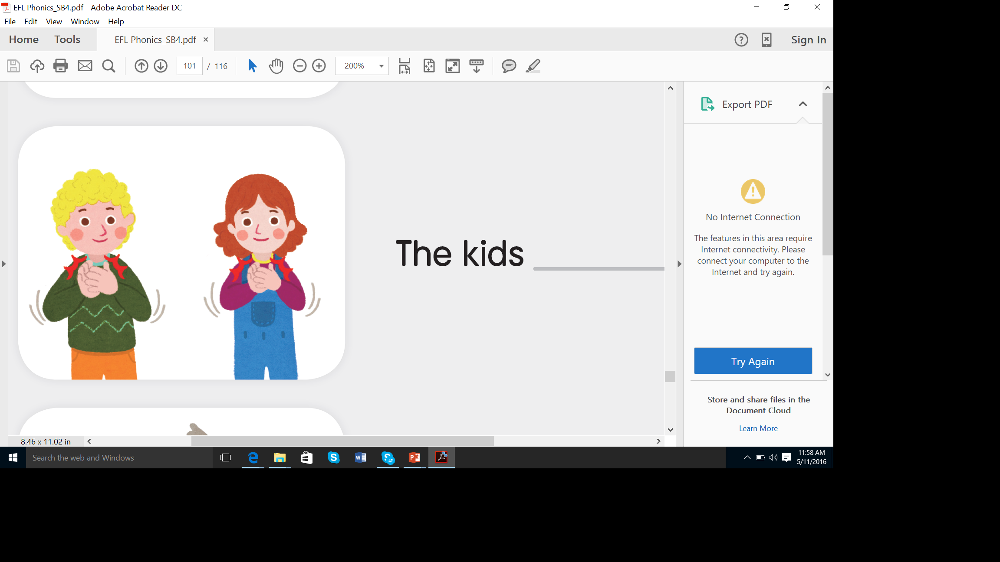 EFL Phonics_SB4.pdf - Adobe Acrobat Reader DC
File Edit View Window Help
Home Tools EFL Phonics_SB4.pdf × Sign In
101 / 116 200%
Export PDF
No Internet Connection
The features in this area require
Internet connectivity. Please
connect your computer to the
Internet and try again.
The kids
Try Again
Store and share files in the
Document Cloud
Learn More
8.46 x 11.02 in
Search the web and Windows
11:58 AM
5/11/2016